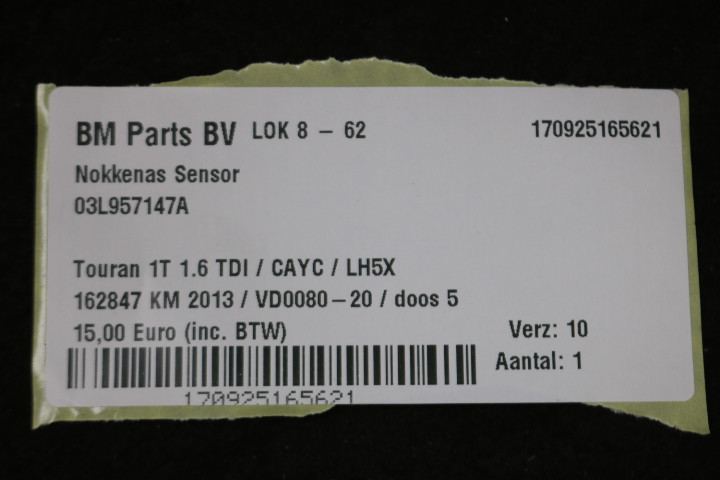 BM Parts BV LOK 8 - 62 170925165621
Nokkenas Sensor
03L957147A
Touran 1T 1.6 TDI / CAYC / LH5X
162847 KM 2013 / VD0080-20 / doos 5
15,00 Euro (inc. BTW) Verz: 10
Aantal: 1
170925165621